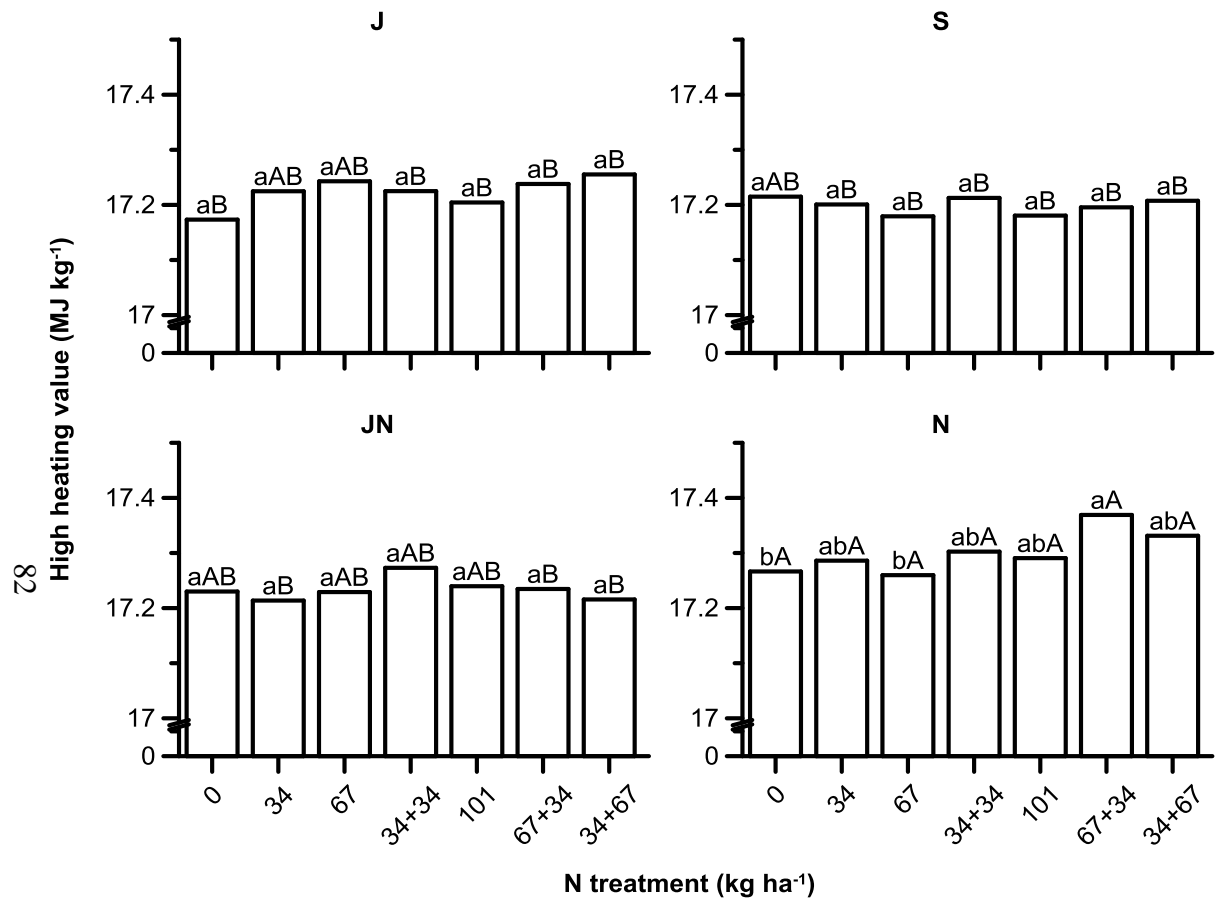 J
17.4
17.2
17
0
aB
aAB
aAB
aB
aB
aB
aB
S
17.4
17.2
17
0
aAB
aB
aB
aB
aB
aB
aB
JN
17.4
17.2
17
0
aAB
aB
aAB
aAB
aAB
aB
aB
0
34
67
34+34
101
67+34
34+67
N
17.4
17.2
17
0
bA
abA
bA
abA
abA
aA
abA
0
34
67
34+34
101
67+34
34+67
High heating value (MJ kg⁻¹)
N treatment (kg ha⁻¹)
82